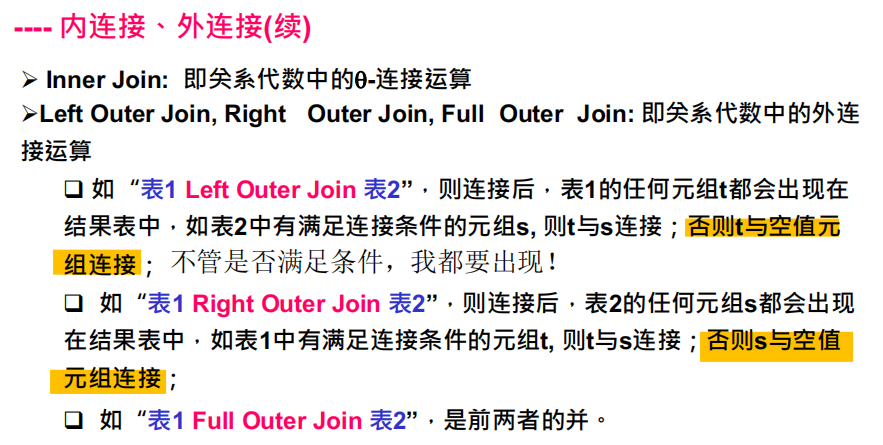 ---- 内连接、外连接(续)
➢ Inner Join: 即关系代数中的θ-连接运算
➢Left Outer Join, Right Outer Join, Full Outer Join: 即关系代数中的外连
接运算
❑ 如“表1 Left Outer Join 表2”，则连接后，表1的任何元组t都会出现在
结果表中，如表2中有满足连接条件的元组s, 则t与s连接；否则t与空值元
组连接； 不管是否满足条件，我都要出现！
❑ 如“表1 Right Outer Join 表2”，则连接后，表2的任何元组s都会出现
在结果表中，如表1中有满足连接条件的元组t, 则t与s连接；否则s与空值
元组连接；
❑ 如“表1 Full Outer Join 表2”，是前两者的并。